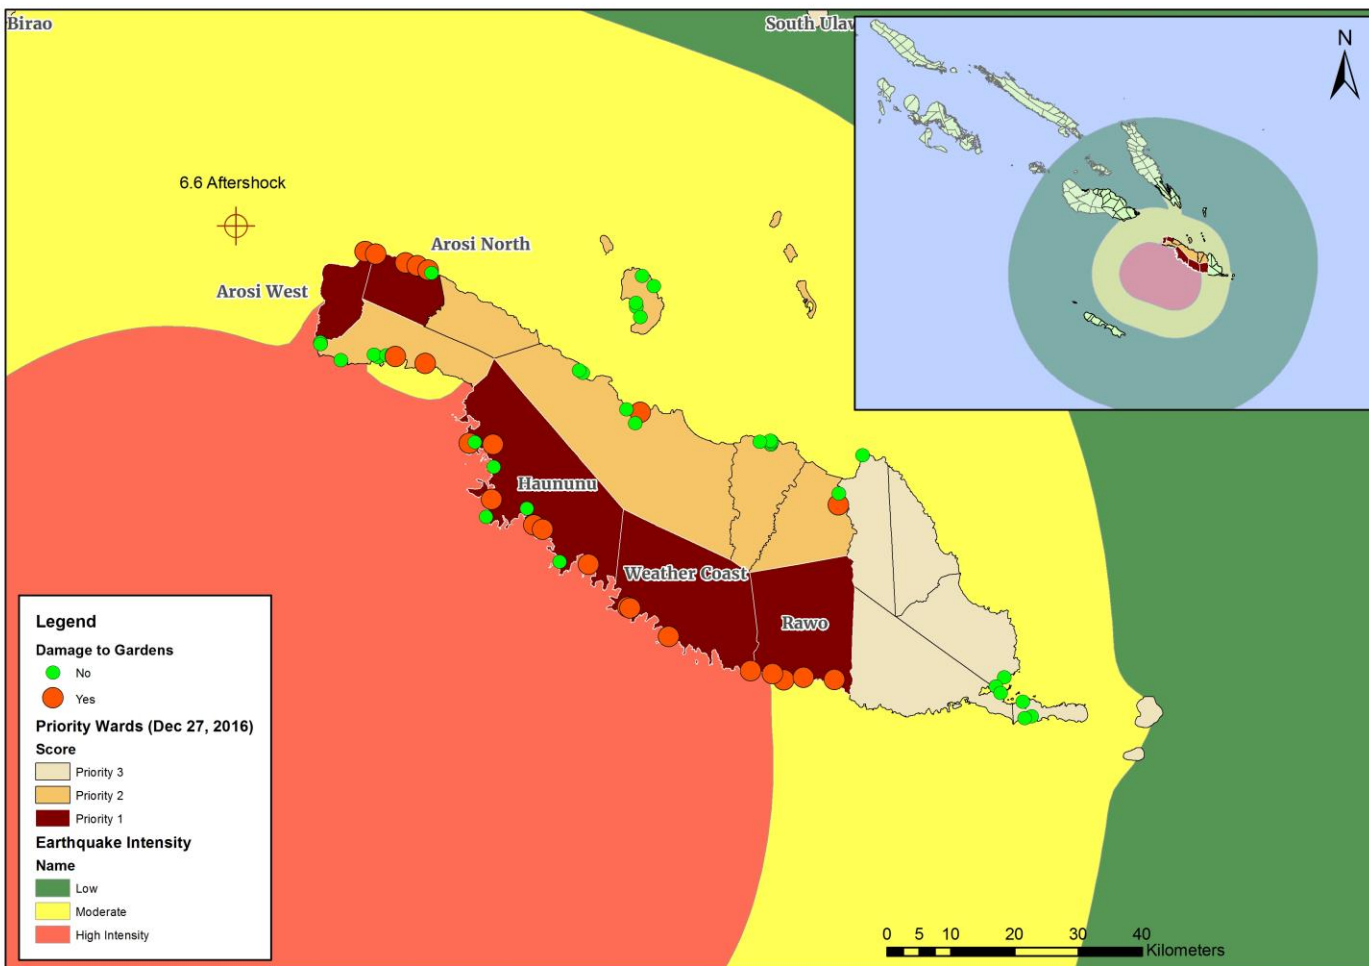 Birao
South Ulav
N
6.6 Aftershock
Arosi North
Arosi West
Haununu
Weather Coast
Rawo
Legend
Damage to Gardens
No
Yes
Priority Wards (Dec 27, 2016)
Score
Priority 3
Priority 2
Priority 1
Earthquake Intensity
Name
Low
Moderate
High Intensity
0 5 10 20 30 40
Kilometers